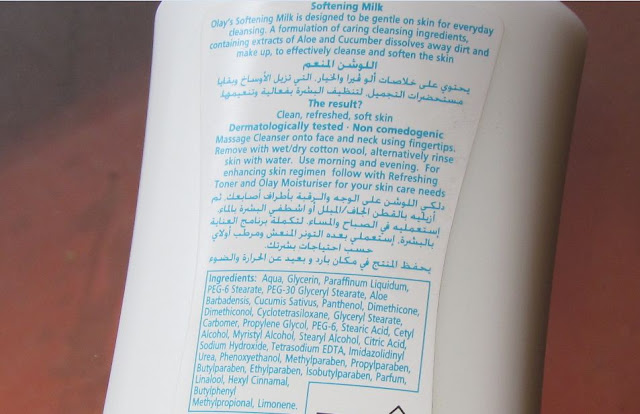 Softening Milk
Olay's Softening Milk is designed to be gentle on skin for everyday
cleansing. A formulation of caring cleansing ingredients,
containing extracts of Aloe and Cucumber dissolves away dirt and
make up, to effectively cleanse and soften the skin
اللوشن المنعم
يحتوي على خلاصات ألو ڤيرا والخيار، التي تزيل الأوساخ وبقايا
مستحضرات التجميل، لتنظيف البشرة بفعالية وتنعيمها.
The result?
Clean, refreshed, soft skin
Dermatologically tested · Non comedogenic
Massage Cleanser onto face and neck using fingertips.
Remove with wet/dry cotton wool, alternatively rinse
skin with water. Use morning and evening. For
enhancing skin regimen follow with Refreshing
Toner and Olay Moisturiser for your skin care needs
دلكي اللوشن على الوجه والرقبة بأطراف أصابعك، ثم
أزيليه بالقطن الجاف/المبلل أو اشطفي البشرة بالماء.
إستعمليه في الصباح والمساء. لتكملة برنامج العناية
بالبشرة، إستعملي بعده التونر المنعش ومرطب أولاي
حسب احتياجات بشرتك.
يحفظ المنتج في مكان بارد و بعيد عن الحرارة والضوء
Ingredients: Aqua, Glycerin, Paraffinum Liquidum,
PEG-6 Stearate, PEG-30 Glyceryl Stearate, Aloe
Barbadensis, Cucumis Sativus, Panthenol, Dimethicone,
Dimethiconol, Cyclotetrasiloxane, Glyceryl Stearate,
Carbomer, Propylene Glycol, PEG-6, Stearic Acid, Cetyl
Alcohol, Myristyl Alcohol, Stearyl Alcohol, Citric Acid,
Sodium Hydroxide, Tetrasodium EDTA, Imidazolidinyl
Urea, Phenoxyethanol, Methylparaben, Propylparaben,
Butylparaben, Ethylparaben, Isobutylparaben, Parfum,
Linalool, Hexyl Cinnamal,
Butylphenyl
Methylpropional, Limonene.